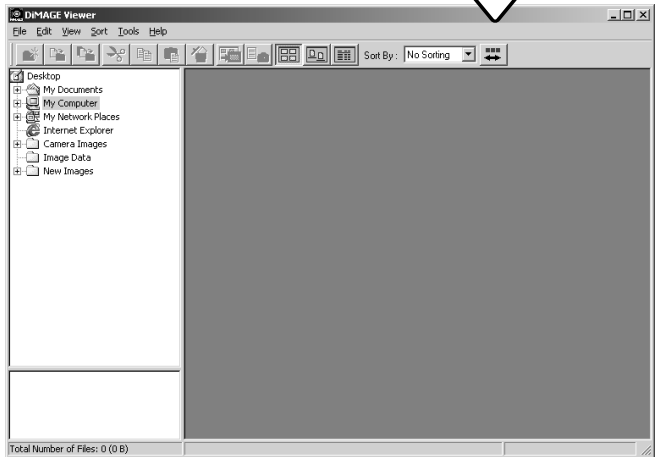 DiMAGE Viewer
File Edit View Sort Tools Help
Sort By : No Sorting
Desktop
My Documents
My Computer
My Network Places
Internet Explorer
Camera Images
Image Data
New Images
Total Number of Files: 0 (0 B)